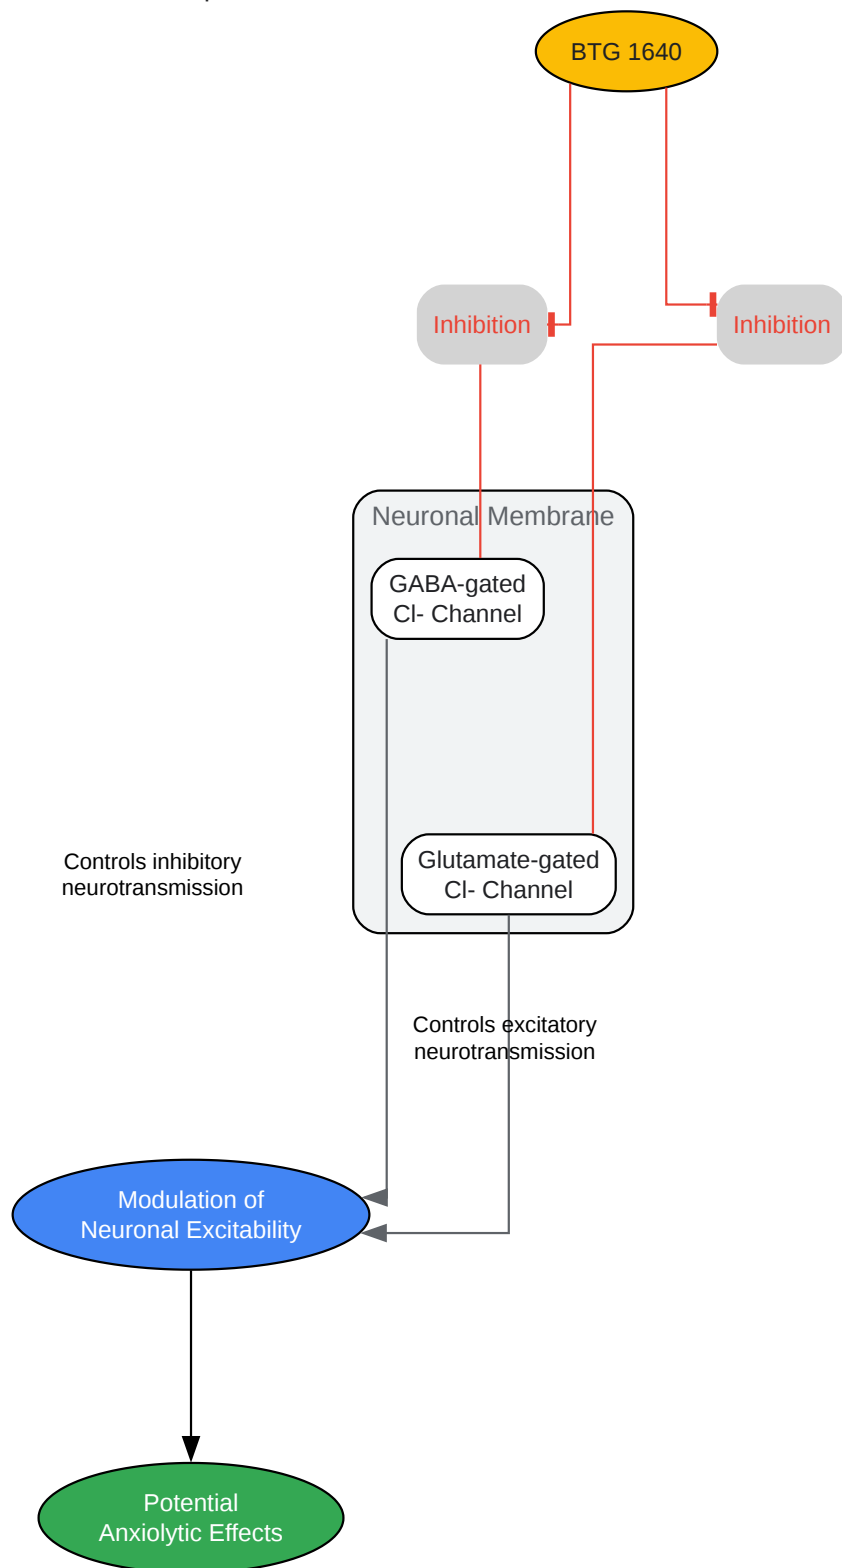 BTG 1640
Inhibition
Inhibition
Neuronal Membrane
GABA-gated
Cl- Channel
Glutamate-gated
Cl- Channel
Controls inhibitory
neurotransmission
Controls excitatory
neurotransmission
Modulation of
Neuronal Excitability
Potential
Anxiolytic Effects